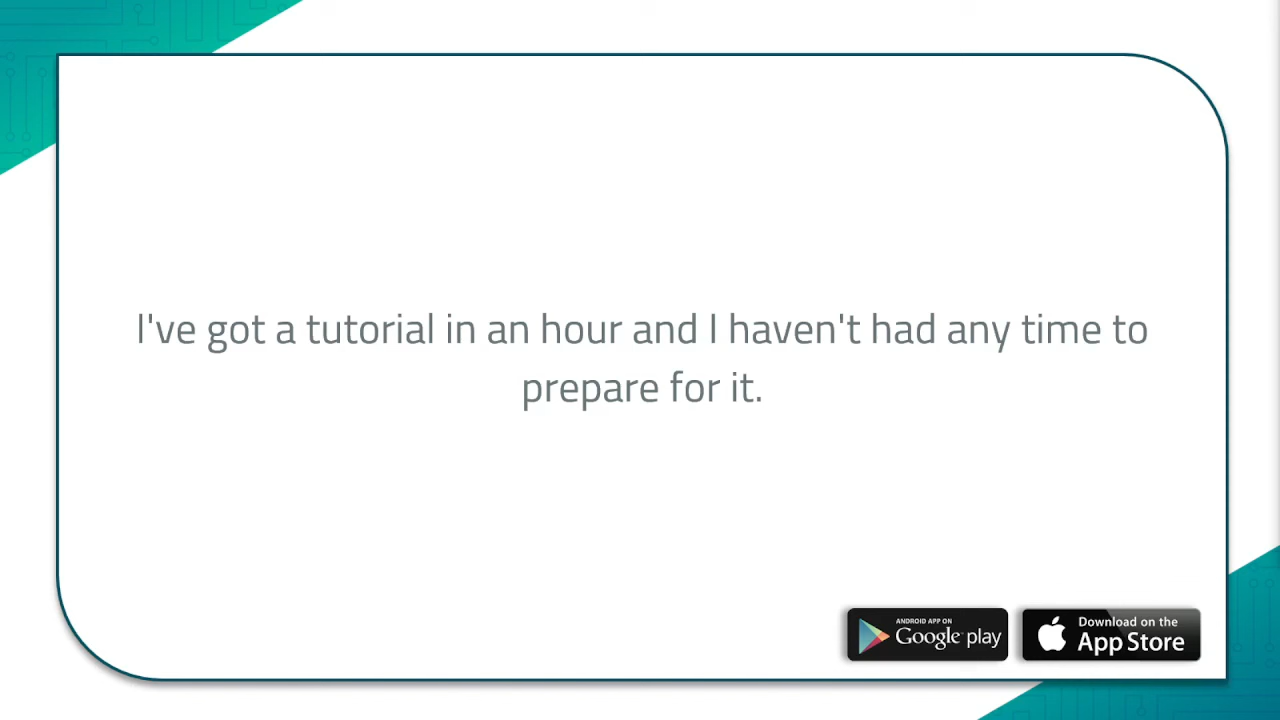 I've got a tutorial in an hour and I haven't had any time to
prepare for it.
ANDROID APP ON
Google play
Download on the
App Store